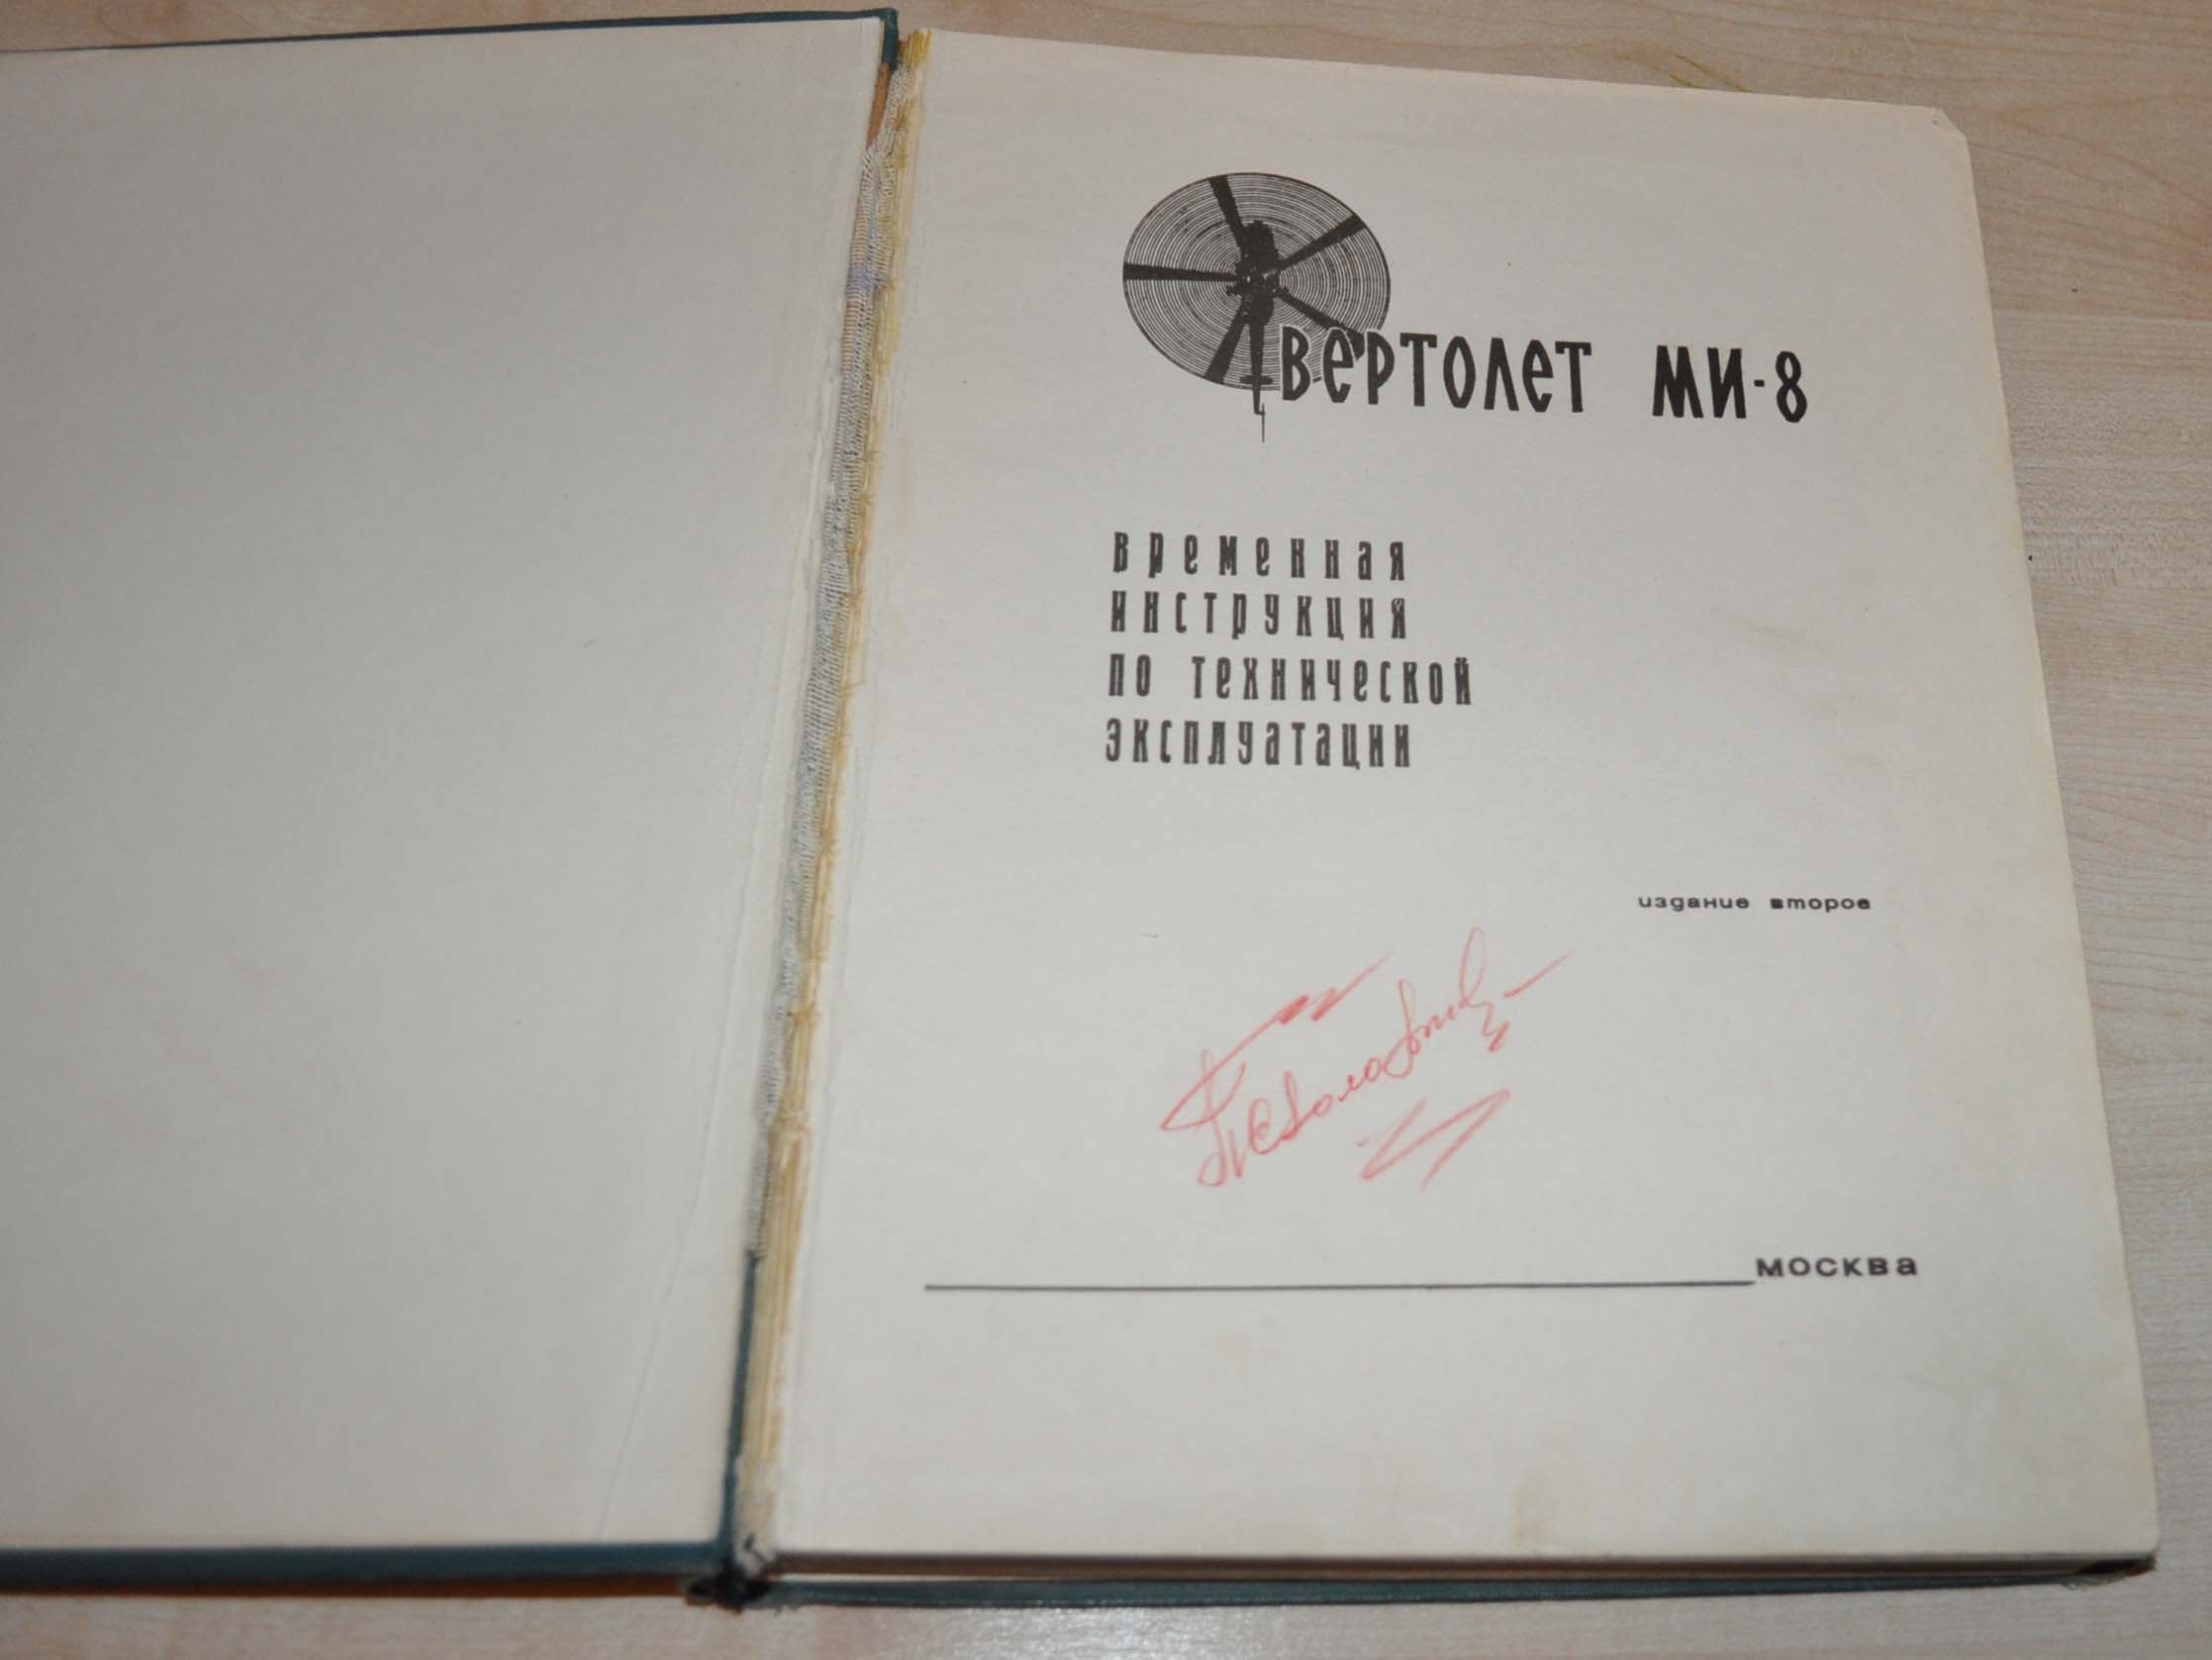 вертолет МИ-8
временная
инструкция
по технической
эксплуатации
издание второе
МОСКВА